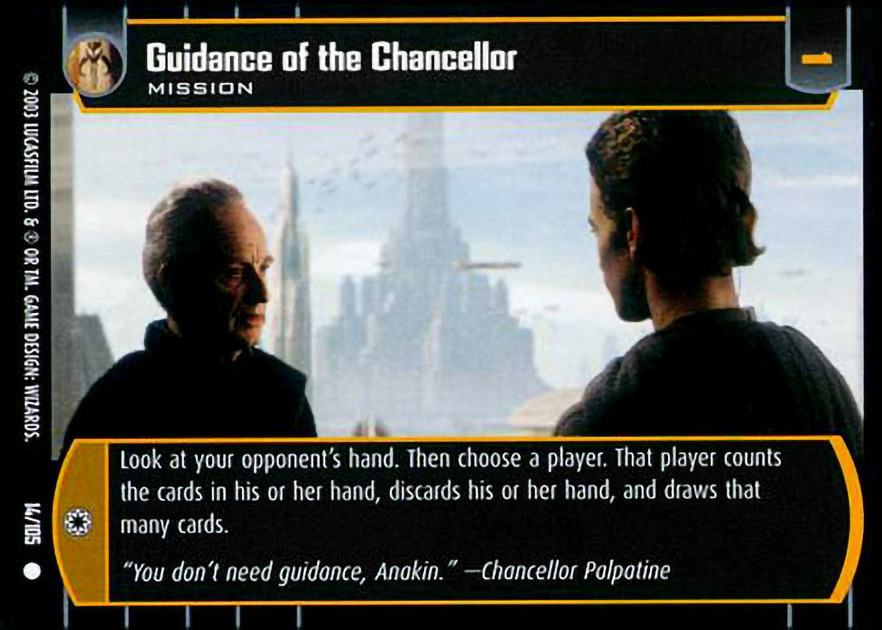 Guidance of the Chancellor
MISSION
1
Look at your opponent's hand. Then choose a player. That player counts
the cards in his or her hand, discards his or her hand, and draws that
many cards.
"You don't need guidance, Anakin." —Chancellor Palpatine
© 2003 LUCASFILM LTD. & ® OR TM. GAME DESIGN: WIZARDS. 14/105